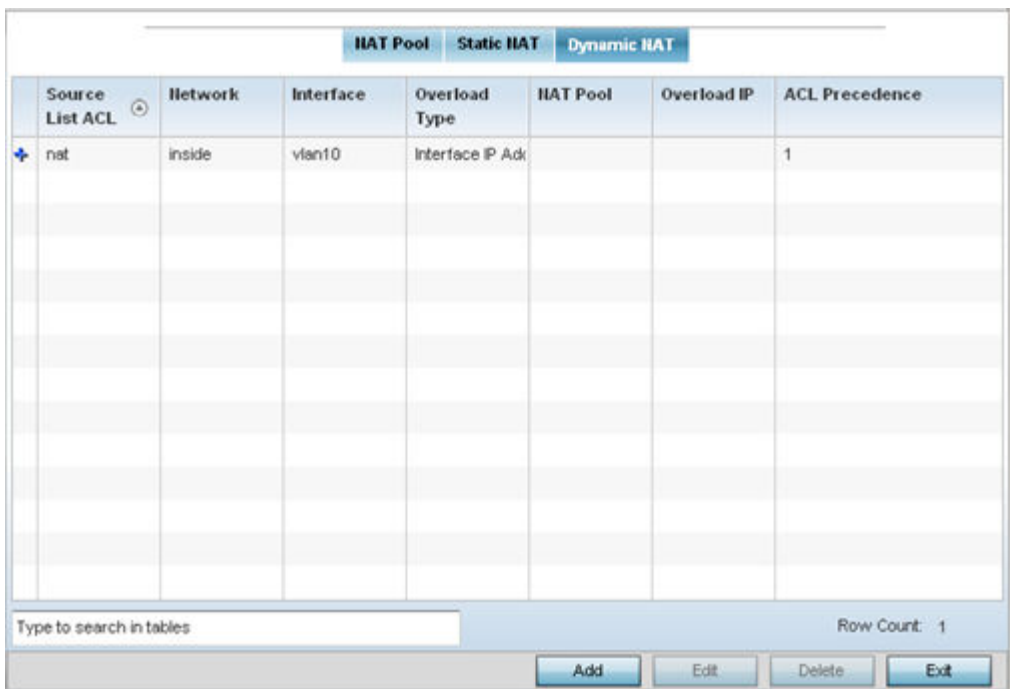 NAT Pool Static NAT Dynamic NAT
Source List ACL Network Interface Overload Type NAT Pool Overload IP ACL Precedence
nat inside vlan10 Interface IP Ad 1
Type to search in tables Row Count: 1
Add Edit Delete Exit